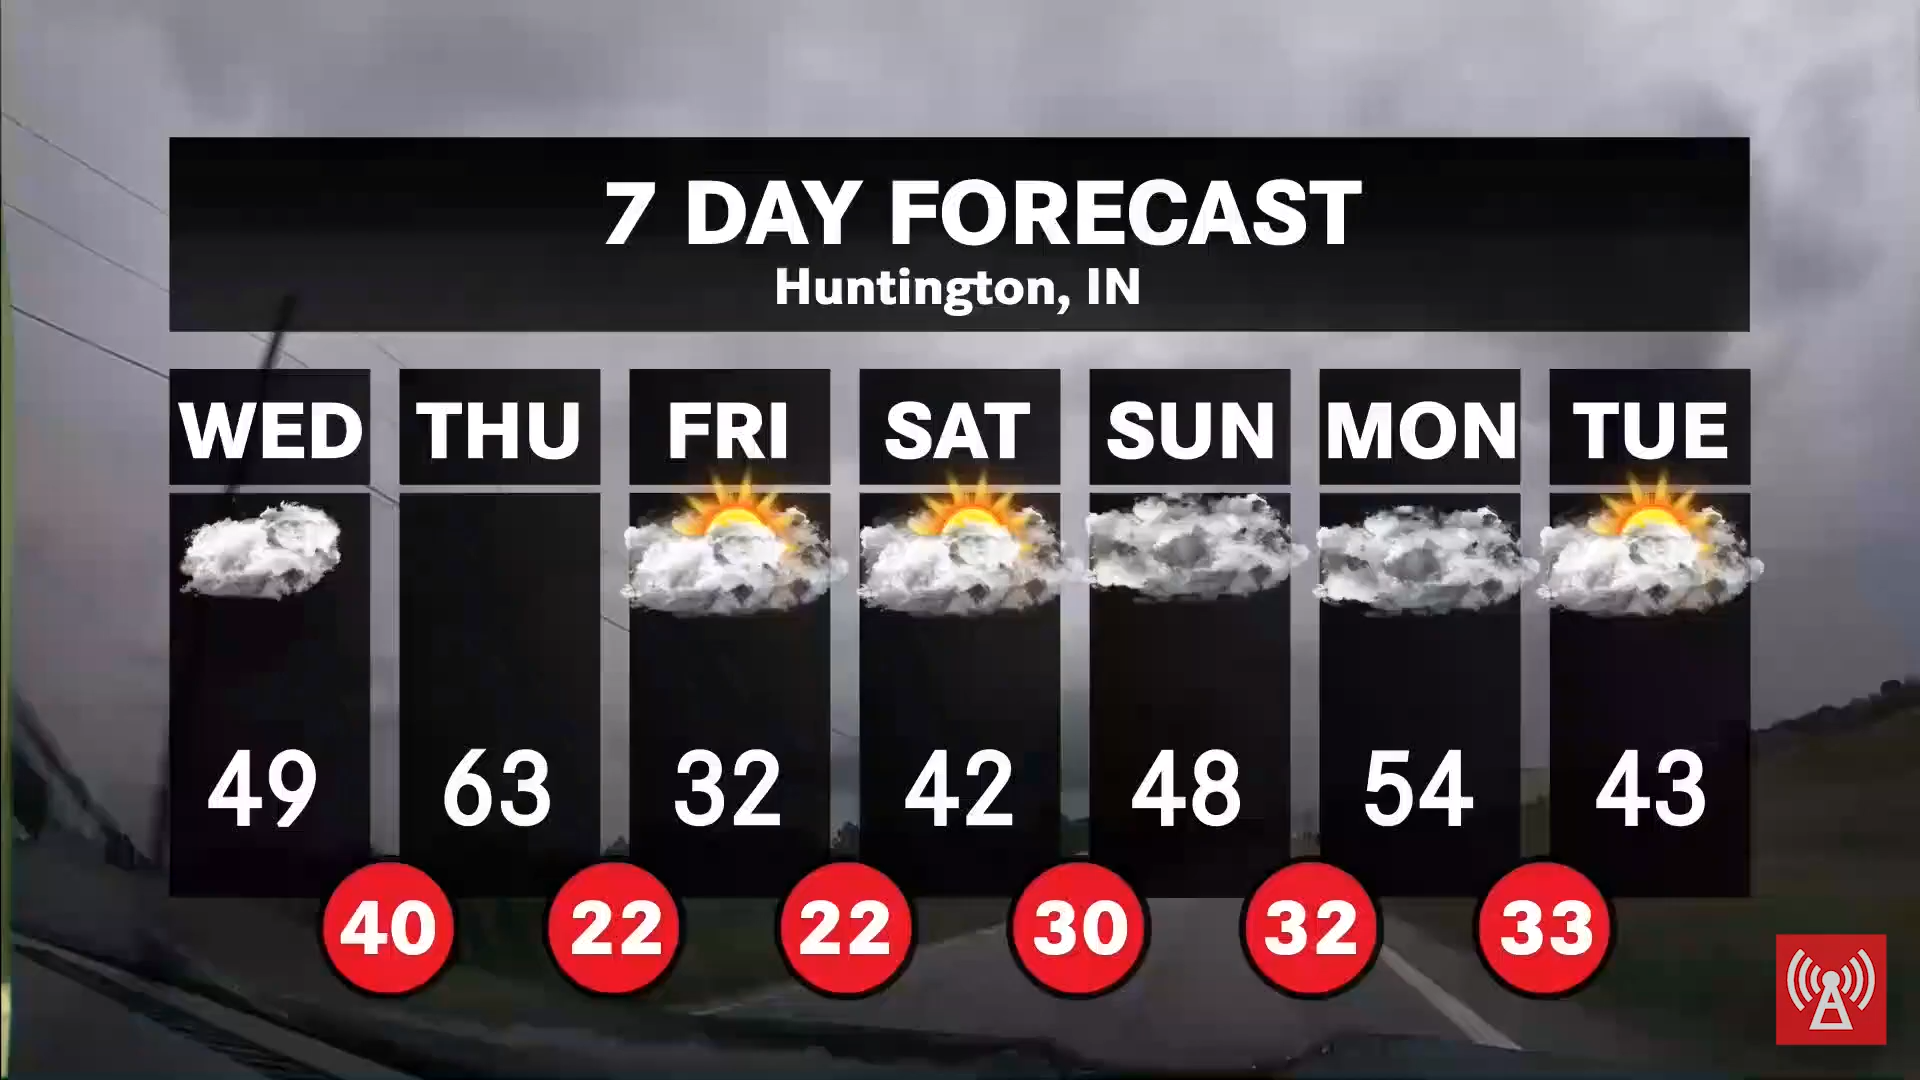 7 DAY FORECAST
Huntington, IN
WED THU FRI SAT SUN MON TUE
49 63 32 42 48 54 43
40 22 22 30 32 33